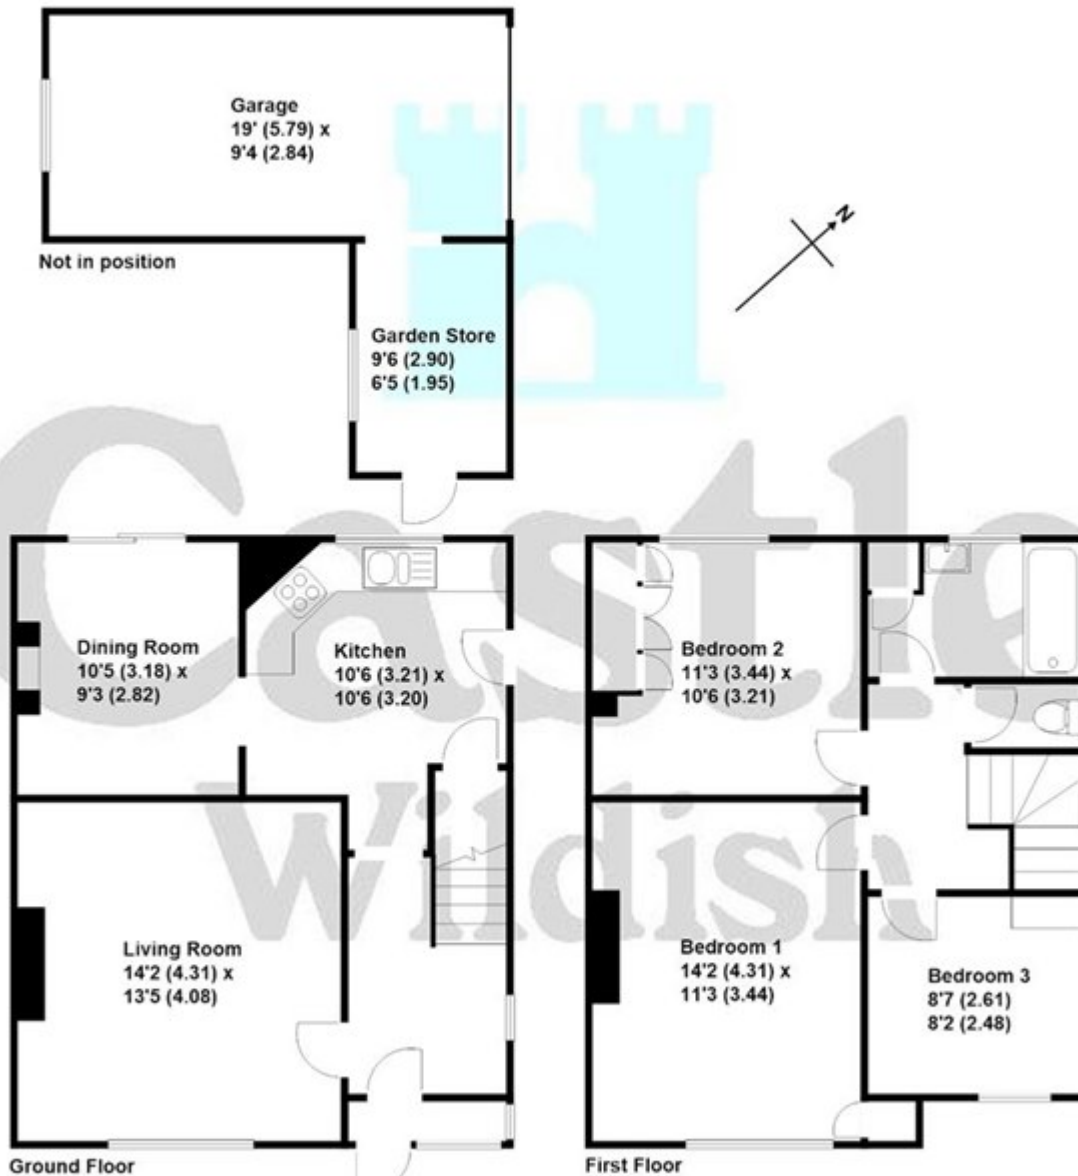 Garage
19' (5.79) x
9'4 (2.84)
Not in position
N
Garden Store
9'6 (2.90)
6'5 (1.95)
Castle
Wildish
Dining Room
10'5 (3.18) x
9'3 (2.82)
Kitchen
10'6 (3.21) x
10'6 (3.20)
Living Room
14'2 (4.31) x
13'5 (4.08)
Ground Floor
Bedroom 2
11'3 (3.44) x
10'6 (3.21)
Bedroom 1
14'2 (4.31) x
11'3 (3.44)
Bedroom 3
8'7 (2.61)
8'2 (2.48)
First Floor